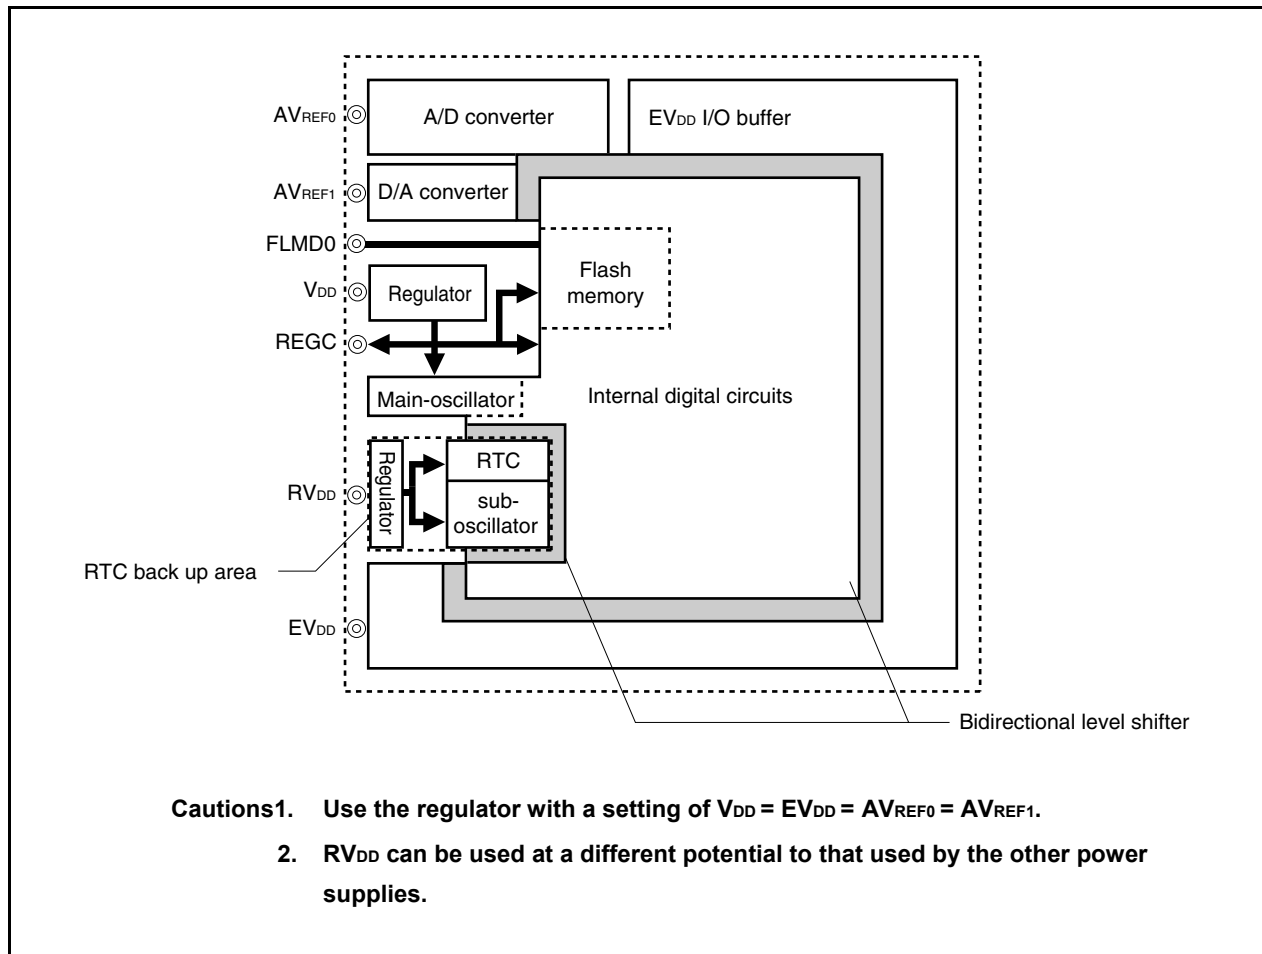 AVREF0
A/D converter
EVDD I/O buffer
AVREF1
D/A converter
FLMD0
Flash
memory
VDD
Regulator
REGC
Main-oscillator
Internal digital circuits
RVDD
Regulator
RTC
sub-
oscillator
RTC back up area
EVDD
Bidirectional level shifter
Cautions1. Use the regulator with a setting of VDD = EVDD = AVREF0 = AVREF1.
2. RVDD can be used at a different potential to that used by the other power
supplies.